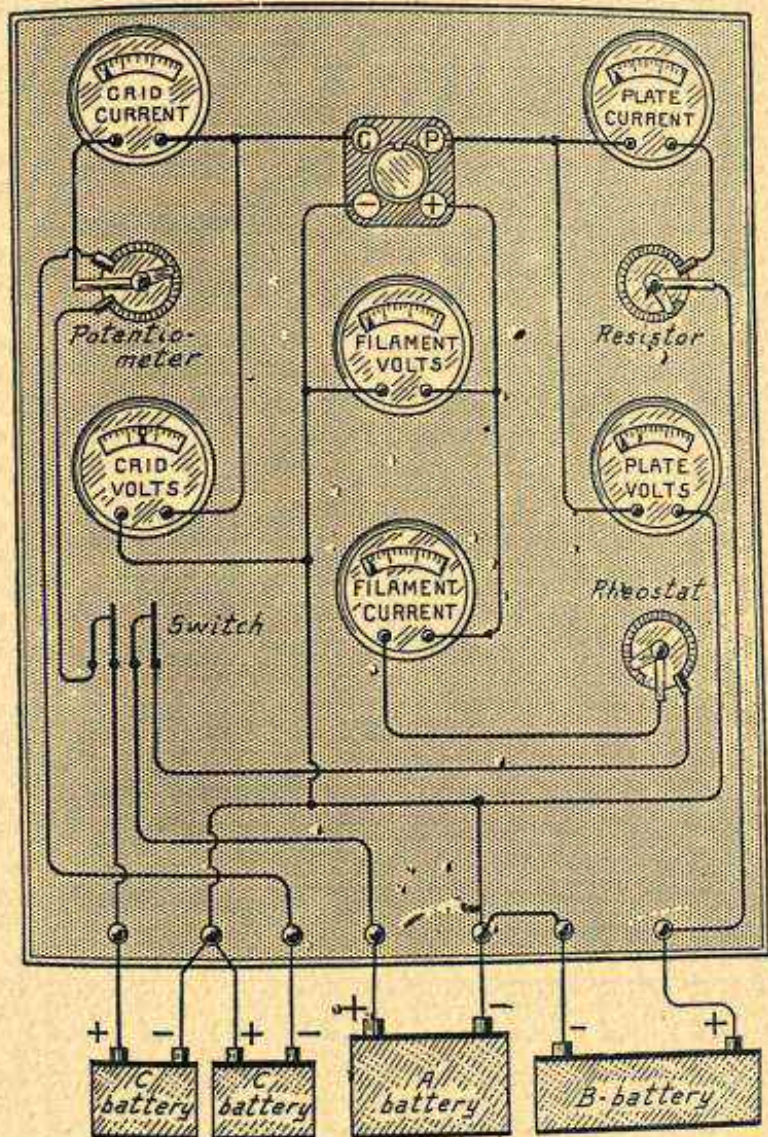 GRID
CURRENT
PLATE
CURRENT
G P
- +
Potentio-
meter
FILAMENT
VOLTS
Resistor
GRID
VOLTS
PLATE
VOLTS
FILAMENT
CURRENT
Rheostat
Switch
+ - + - + - - +
C
battery
C
battery
A
battery
B-battery